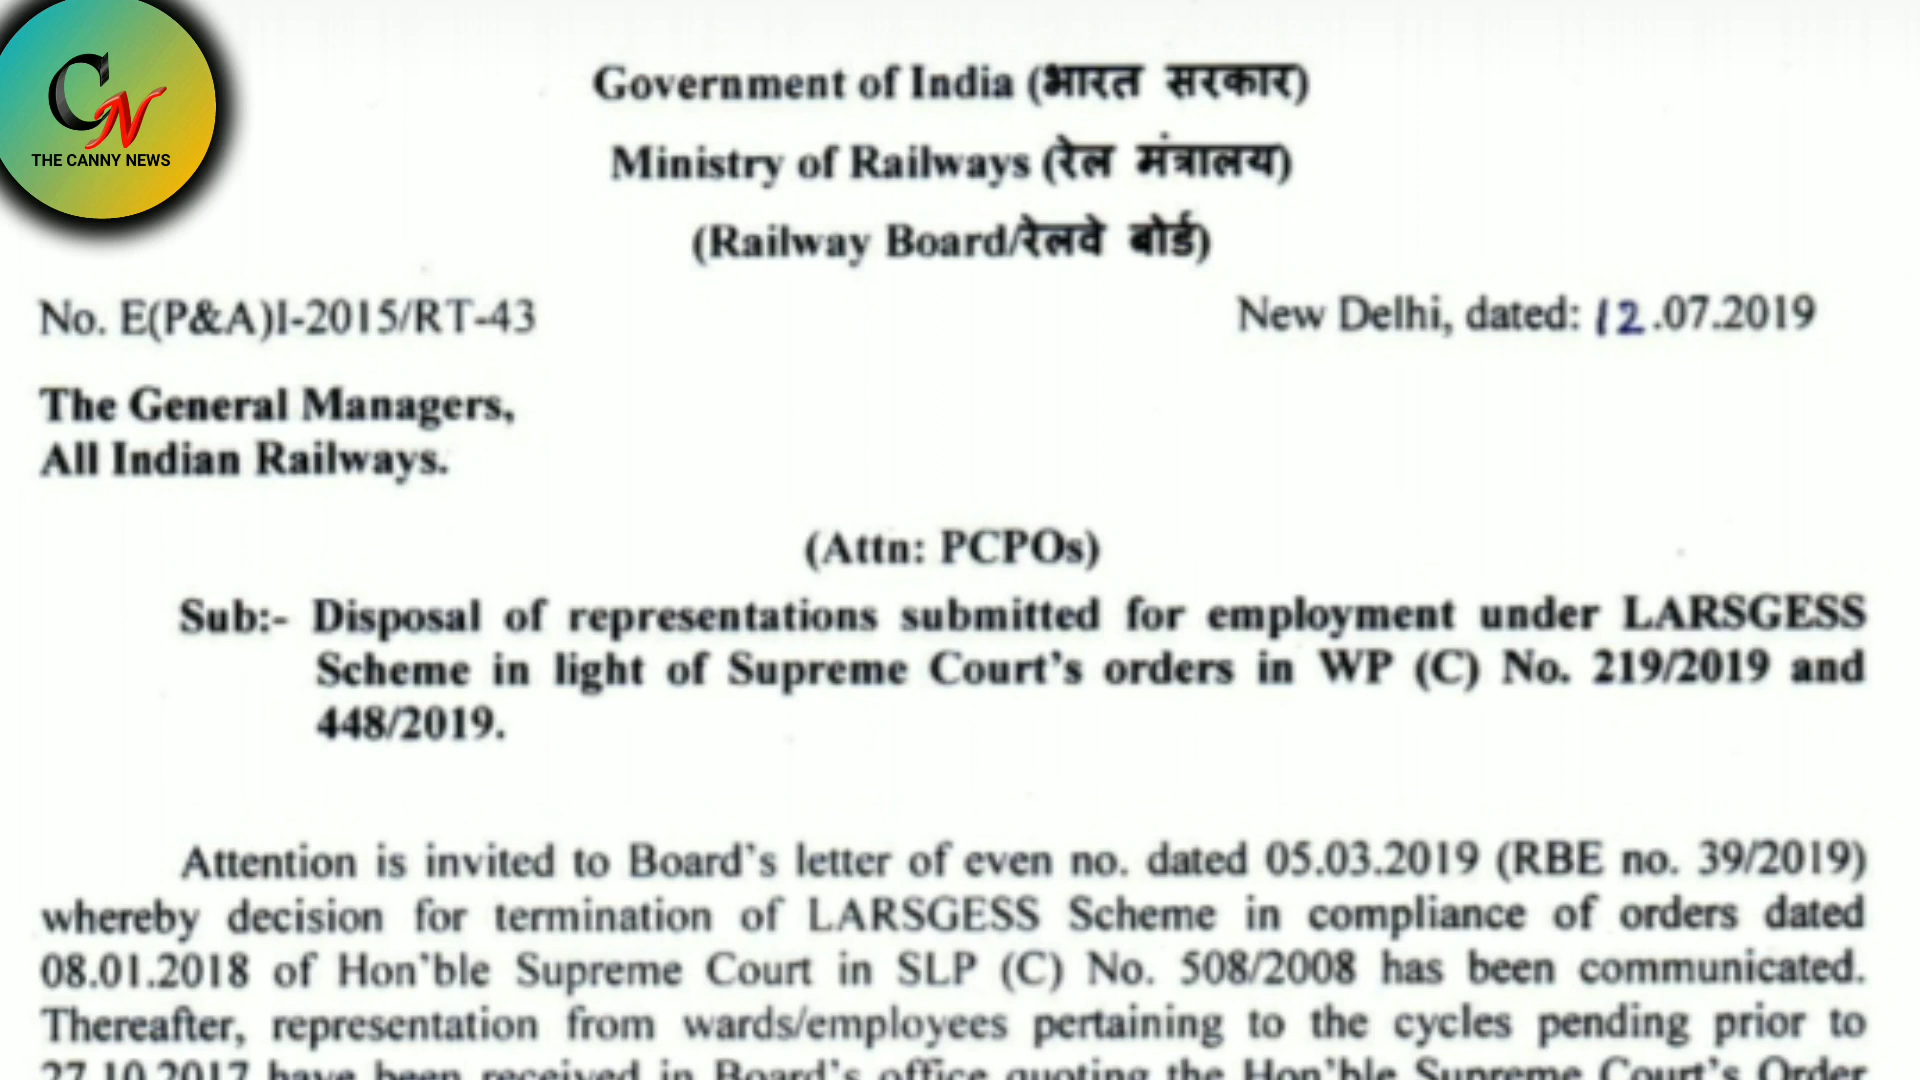 CN
THE CANNY NEWS
Government of India (भारत सरकार)
Ministry of Railways (रेल मंत्रालय)
(Railway Board/रेलवे बोर्ड)
No. E(P&A)I-2015/RT-43
New Delhi, dated: 12.07.2019
The General Managers,
All Indian Railways.
(Attn: PCPOs)
Sub:- Disposal of representations submitted for employment under LARSGESS
Scheme in light of Supreme Court's orders in WP (C) No. 219/2019 and
448/2019.
Attention is invited to Board's letter of even no. dated 05.03.2019 (RBE no. 39/2019)
whereby decision for termination of LARSGESS Scheme in compliance of orders dated
08.01.2018 of Hon'ble Supreme Court in SLP (C) No. 508/2008 has been communicated.
Thereafter, representation from wards/employees pertaining to the cycles pending prior to
27.10.2017 have been received in Board's office quoting the Hon'ble Supreme Court's Order